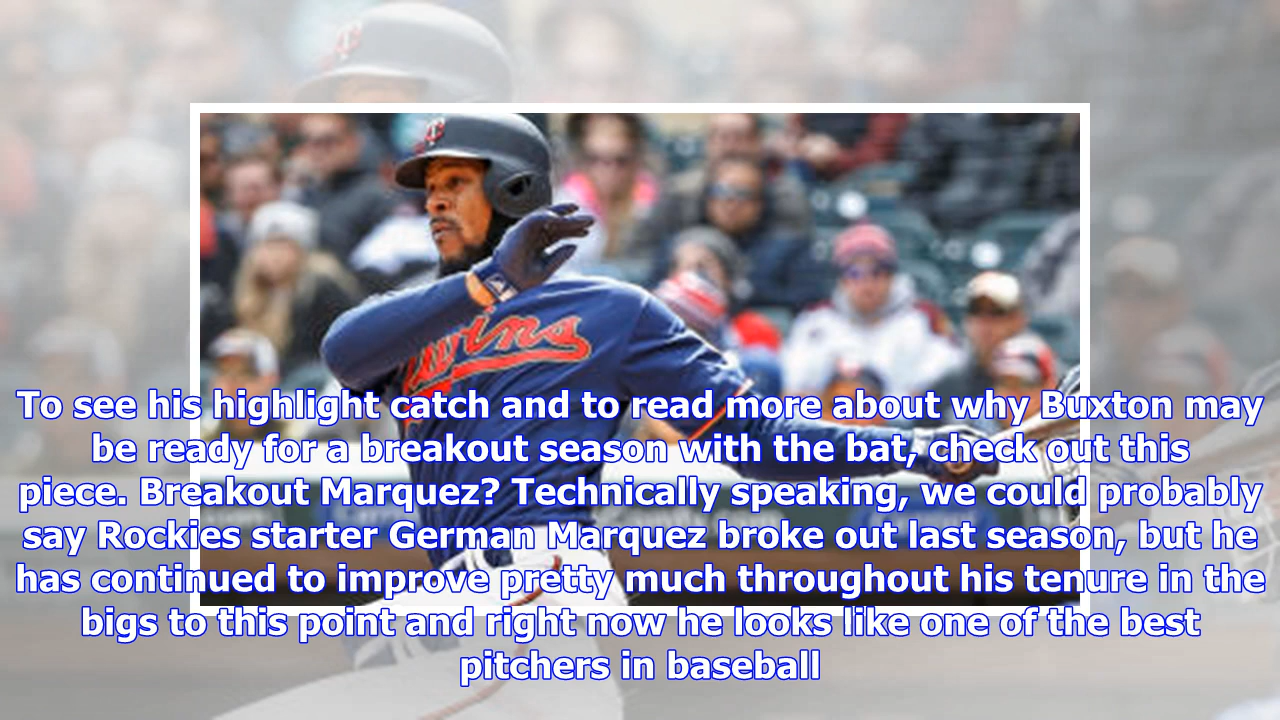 Twins
To see his highlight catch and to read more about why Buxton may
be ready for a breakout season with the bat, check out this
piece. Breakout Marquez? Technically speaking, we could probably
say Rockies starter German Marquez broke out last season, but he
has continued to improve pretty much throughout his tenure in the
bigs to this point and right now he looks like one of the best
pitchers in baseball